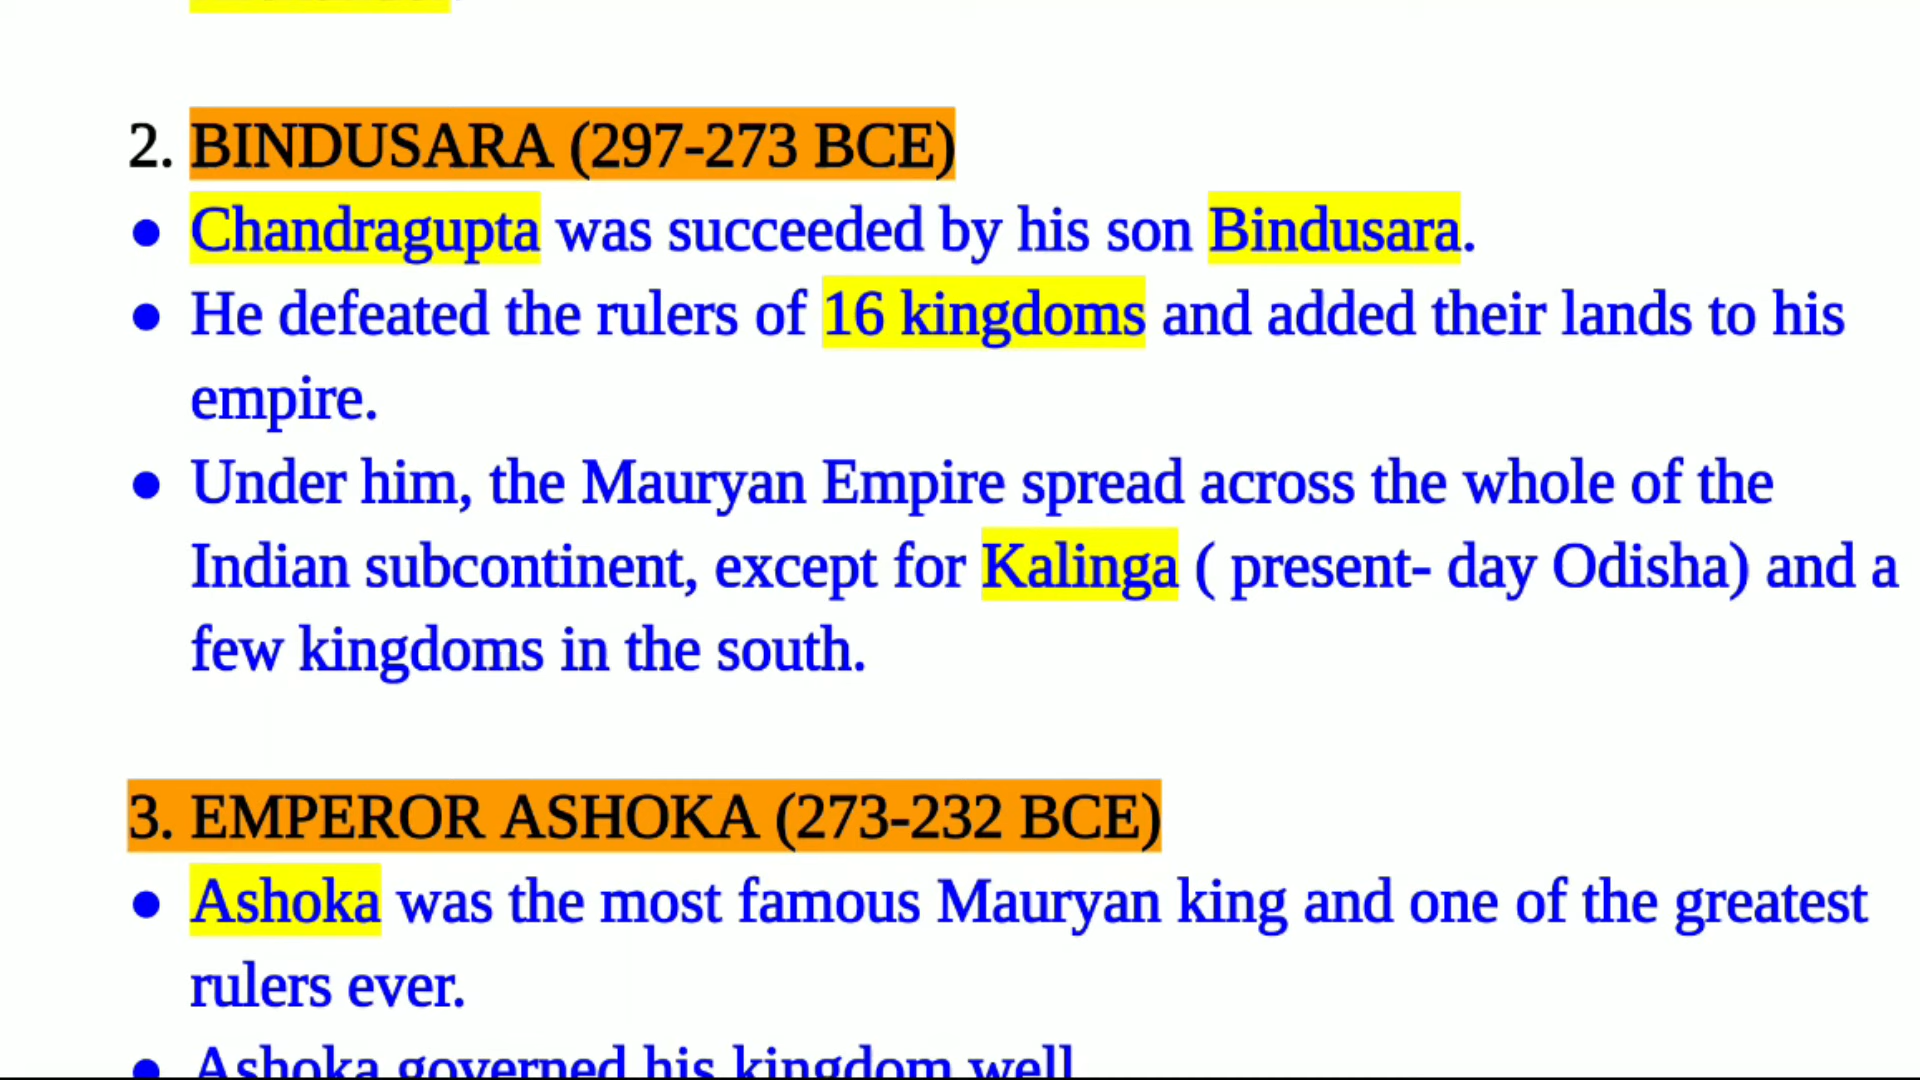 2. BINDUSARA (297-273 BCE)
● Chandragupta was succeeded by his son Bindusara.
● He defeated the rulers of 16 kingdoms and added their lands to his
empire.
● Under him, the Mauryan Empire spread across the whole of the
Indian subcontinent, except for Kalinga ( present- day Odisha) and a
few kingdoms in the south.
3. EMPEROR ASHOKA (273-232 BCE)
● Ashoka was the most famous Mauryan king and one of the greatest
rulers ever.
● Ashoka governed his kingdom well